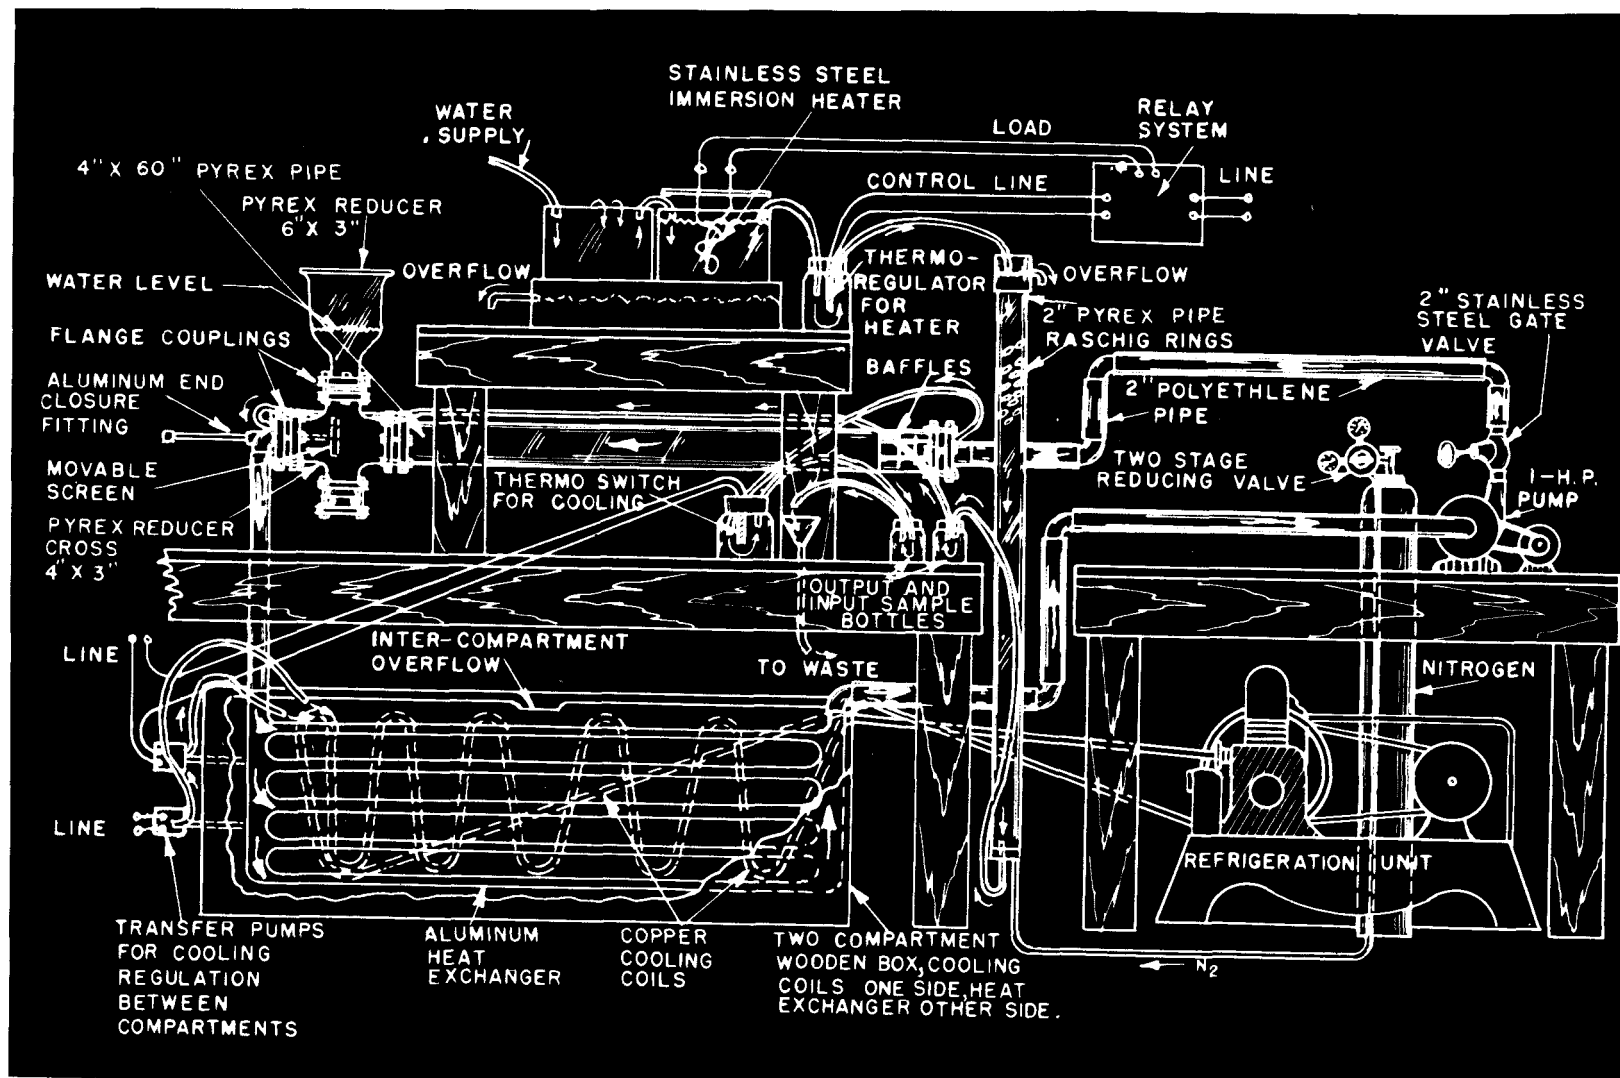 STAINLESS STEEL
IMMERSION HEATER
WATER
SUPPLY
LOAD
RELAY
SYSTEM
4" X 60" PYREX PIPE
CONTROL LINE
LINE
PYREX REDUCER
6" X 3"
WATER LEVEL
OVERFLOW
THERMO-
REGULATOR
FOR
HEATER
OVERFLOW
2" PYREX PIPE
RASCHIG RINGS
2" STAINLESS
STEEL GATE
VALVE
FLANGE COUPLINGS
BAFFLES
ALUMINUM END
CLOSURE
FITTING
2" POLYETHLENE
PIPE
MOVABLE
SCREEN
THERMO SWITCH
FOR COOLING
TWO STAGE
REDUCING VALVE
1-H.P.
PUMP
PYREX REDUCER
CROSS
4" X 3"
OUTPUT AND
INPUT SAMPLE
BOTTLES
LINE
INTER-COMPARTMENT
OVERFLOW
TO WASTE
NITROGEN
LINE
REFRIGERATION UNIT
TRANSFER PUMPS
FOR COOLING
REGULATION
BETWEEN
COMPARTMENTS
ALUMINUM
HEAT
EXCHANGER
COPPER
COOLING
COILS
TWO COMPARTMENT
WOODEN BOX, COOLING
COILS ONE SIDE, HEAT
EXCHANGER OTHER SIDE.
N2